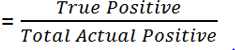 = True Positive / Total Actual Positive .